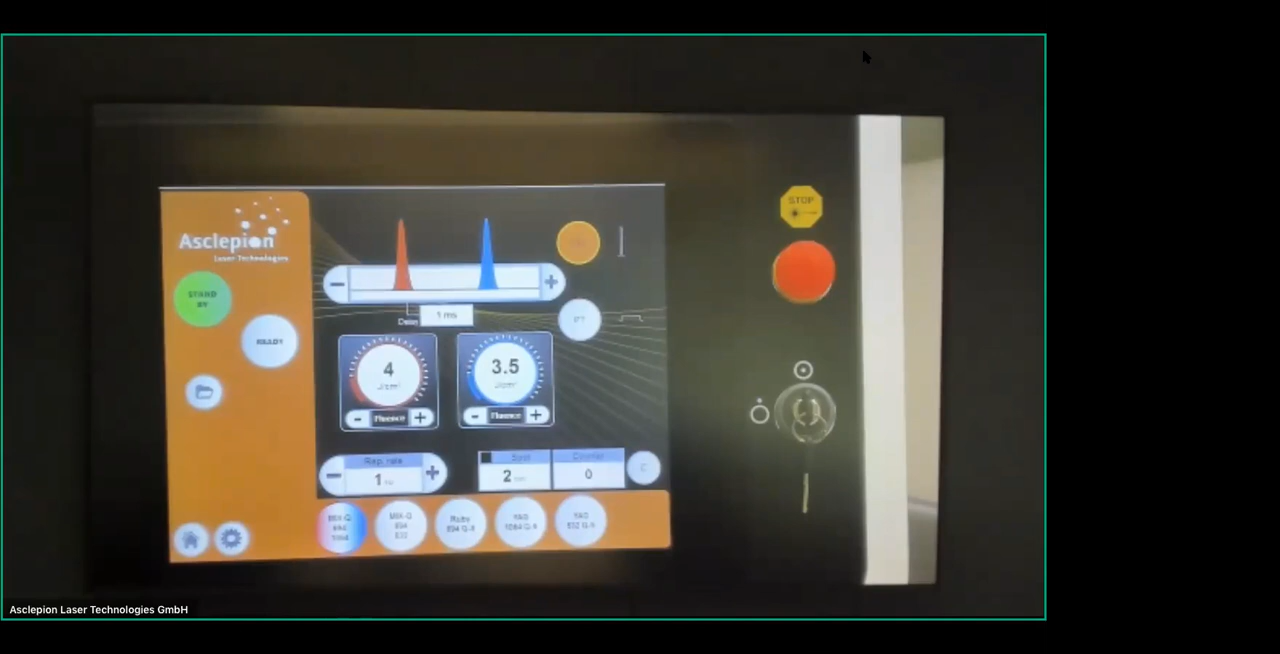 Asclepion
Laser Technologies
STAND
BY
READY
Delay
1 ms
4
J/cm²
Fluence
3.5
J/cm²
Fluence
Rep. rate
1 Hz
Spot
2
Counter
0
C
MIX-Q
694
1064
MIX-Q
694
532
Ruby
694 Q-S
YAG
1064 Q-S
YAG
532 Q-S
STOP
Asclepion Laser Technologies GmbH